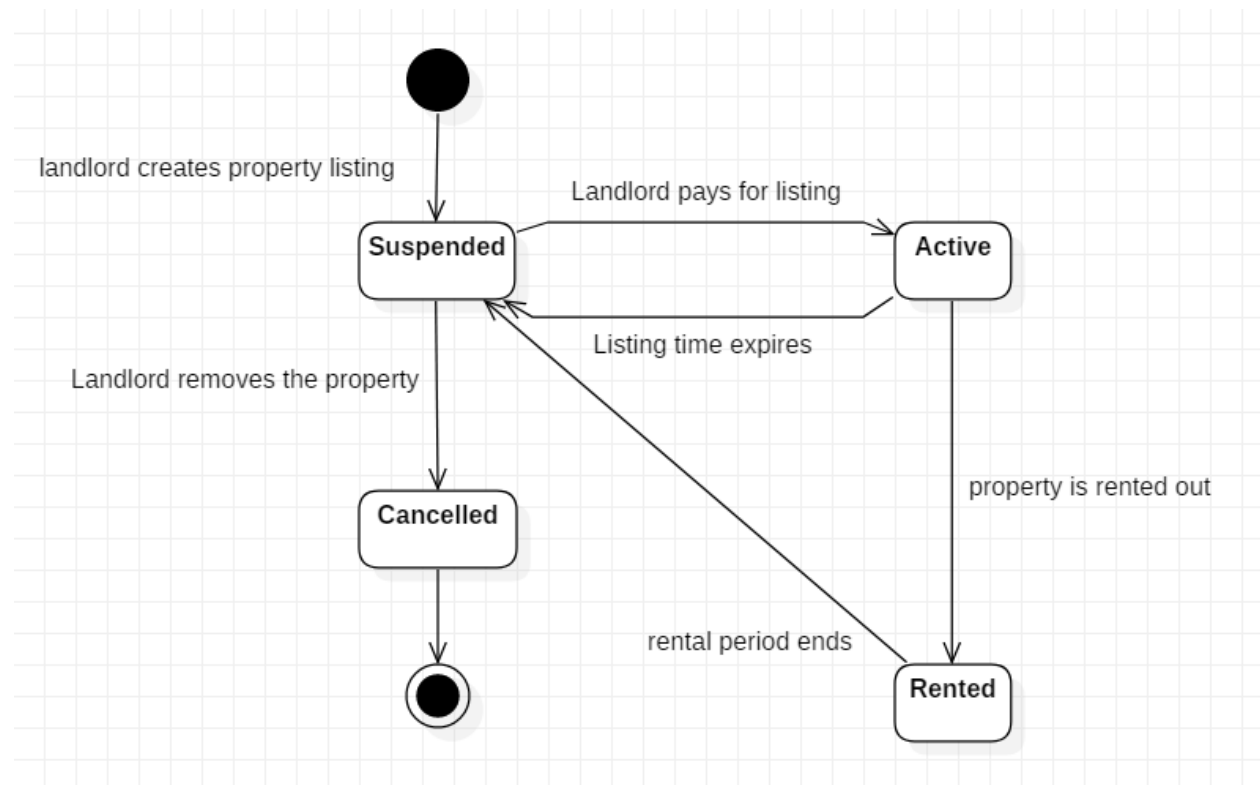 landlord creates property listing
Landlord pays for listing
Suspended
Active
Listing time expires
Landlord removes the property
property is rented out
Cancelled
rental period ends
Rented